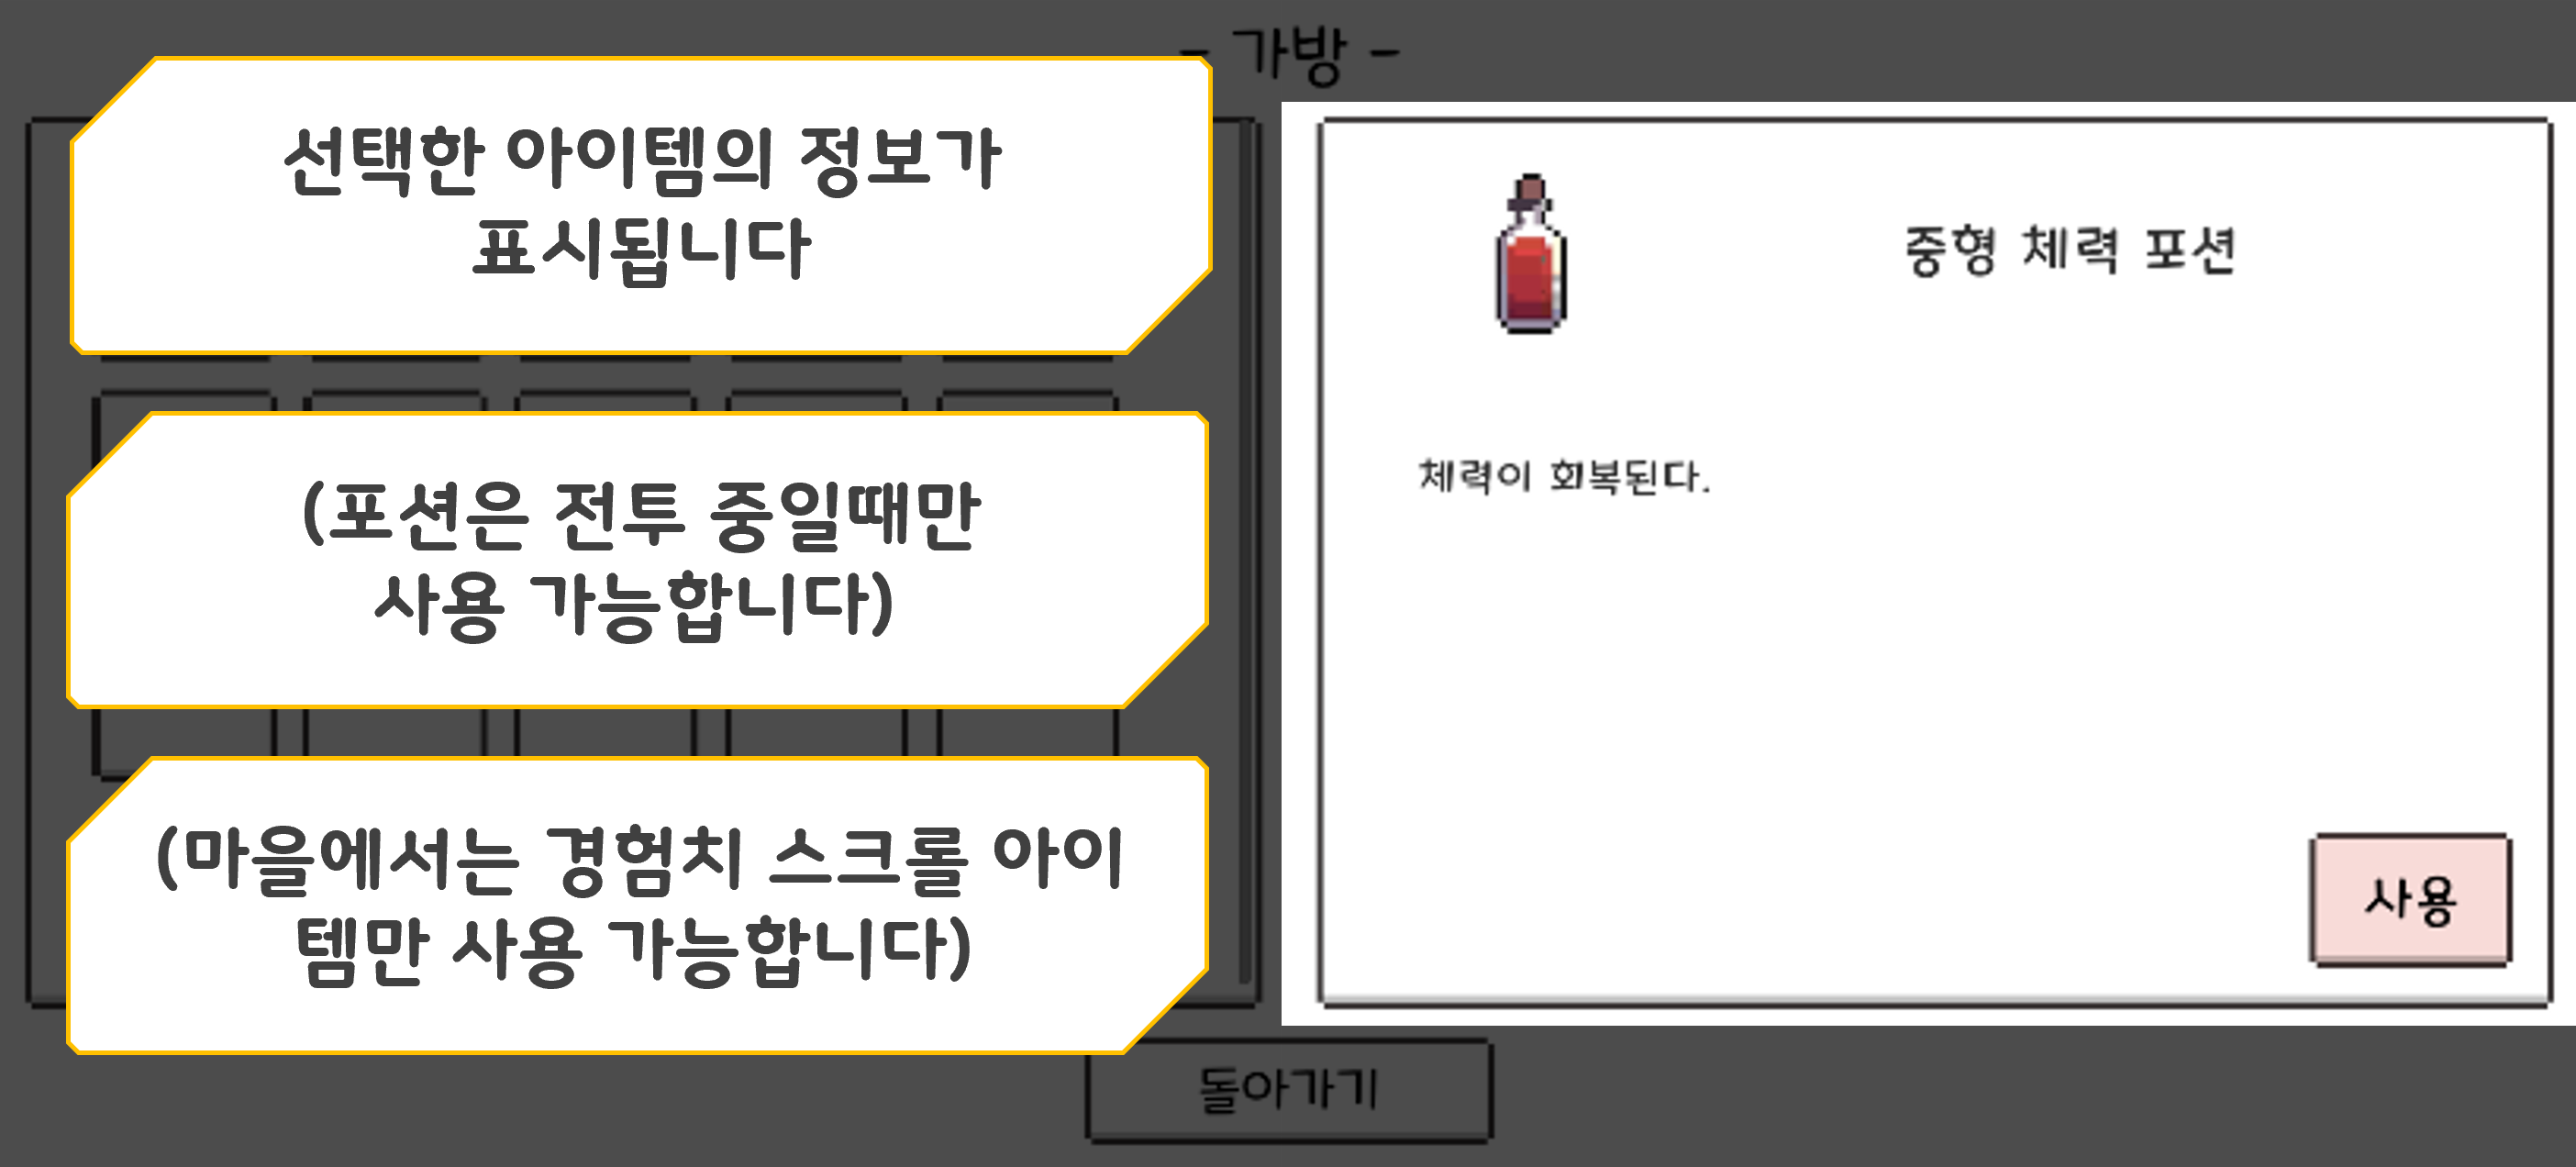 - 가방 -
선택한 아이템의 정보가
표시됩니다
(포션은 전투 중일때만
사용 가능합니다)
(마을에서는 경험치 스크롤 아이
템만 사용 가능합니다)
중형 체력 포션
체력이 회복된다.
사용
돌아가기